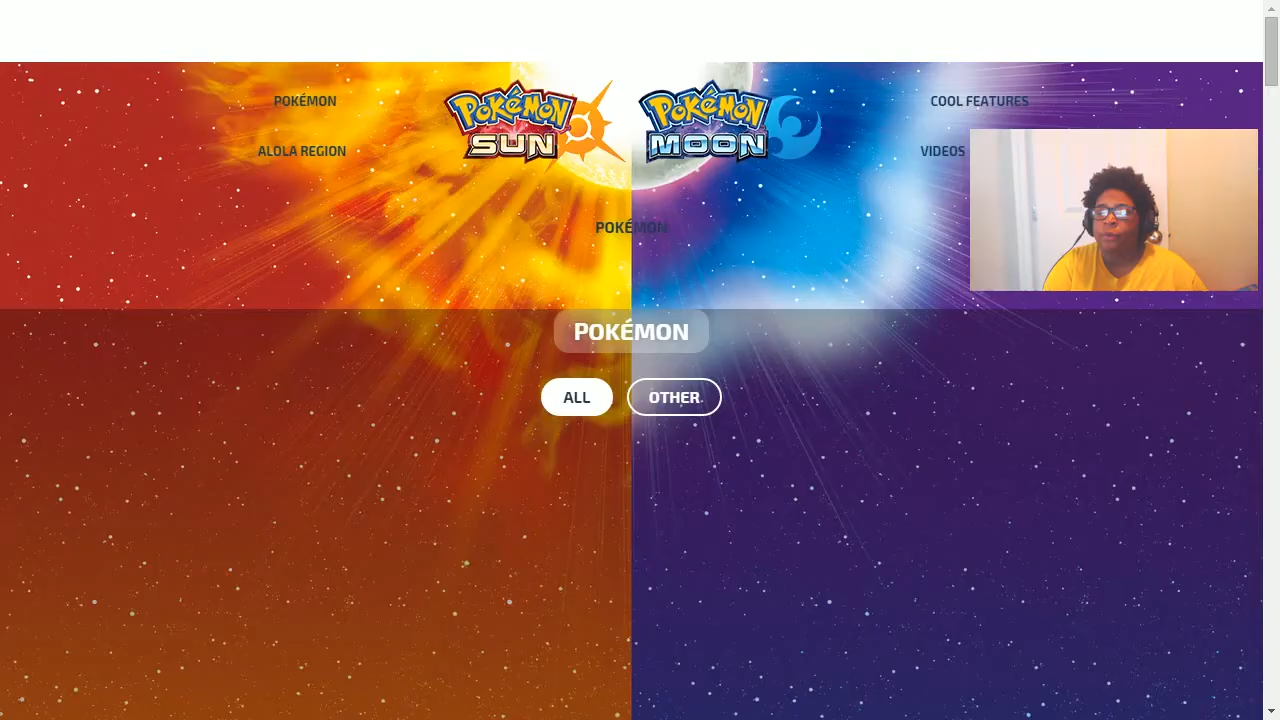 POKÉMON
ALOLA REGION
Pokémon
SUN
Pokémon
MOON
COOL FEATURES
VIDEOS
POKÉMON
POKÉMON
ALL
OTHER